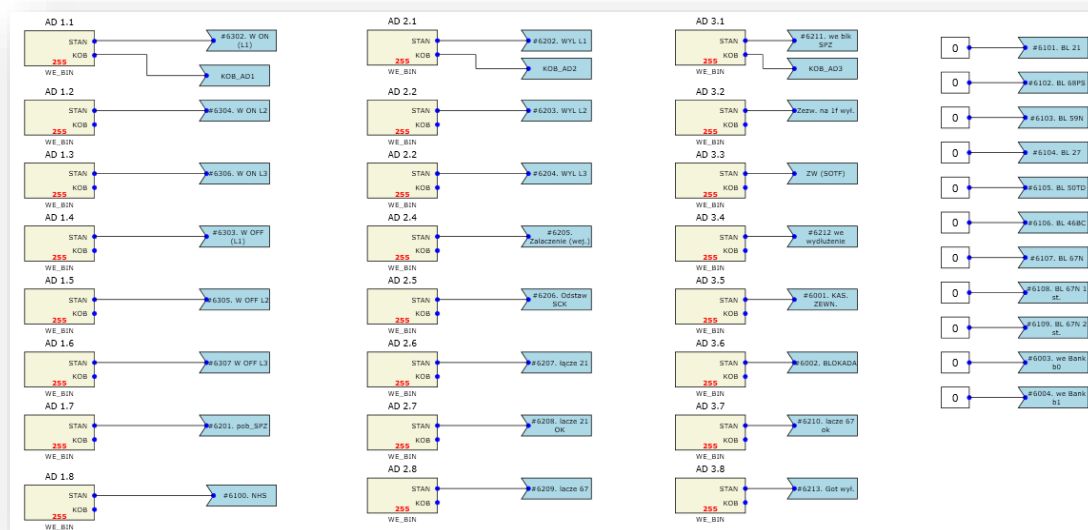 AD 1.1
STAN
KOB
255
WE_BIN
#6302. W ON
(L1)
KOB_AD1
AD 1.2
STAN
KOB
255
WE_BIN
#6304. W ON L2
AD 1.3
STAN
KOB
255
WE_BIN
#6306. W ON L3
AD 1.4
STAN
KOB
255
WE_BIN
#6303. W OFF
(L1)
AD 1.5
STAN
KOB
255
WE_BIN
#6305. W OFF L2
AD 1.6
STAN
KOB
255
WE_BIN
#6307 W OFF L3
AD 1.7
STAN
KOB
255
WE_BIN
#6201. pob_SPZ
AD 1.8
STAN
KOB
255
WE_BIN
#6100. NHS
AD 2.1
STAN
KOB
255
WE_BIN
#6202. WYL L1
KOB_AD2
AD 2.2
STAN
KOB
255
WE_BIN
#6203. WYL L2
AD 2.2
STAN
KOB
255
WE_BIN
#6204. WYL L3
AD 2.4
STAN
KOB
255
WE_BIN
#6205.
Zalaczenie (wej.)
AD 2.5
STAN
KOB
255
WE_BIN
#6206. Odstaw
SCK
AD 2.6
STAN
KOB
255
WE_BIN
#6207. łącze 21
AD 2.7
STAN
KOB
255
WE_BIN
#6208. lacze 21
OK
AD 2.8
STAN
KOB
255
WE_BIN
#6209. lacze 67
AD 3.1
STAN
KOB
255
WE_BIN
#6211. we blk
SPZ
KOB_AD3
AD 3.2
STAN
KOB
255
WE_BIN
Zezw. na 1f wył.
AD 3.3
STAN
KOB
255
WE_BIN
ZW (SOTF)
AD 3.4
STAN
KOB
255
WE_BIN
#6212 we
wydłużenie
AD 3.5
STAN
KOB
255
WE_BIN
#6001. KAS.
ZEWN.
AD 3.6
STAN
KOB
255
WE_BIN
#6002. BLOKADA
AD 3.7
STAN
KOB
255
WE_BIN
#6210. lacze 67
ok
AD 3.8
STAN
KOB
255
WE_BIN
#6213. Got wył.
0
#6101. BL 21
0
#6102. BL 68PS
0
#6103. BL 59N
0
#6104. BL 27
0
#6105. BL 50TD
0
#6106. BL 46BC
0
#6107. BL 67N
0
#6108. BL 67N 1
st.
0
#6109. BL 67N 2
st.
0
#6003. we Bank
b0
0
#6004. we Bank
b1